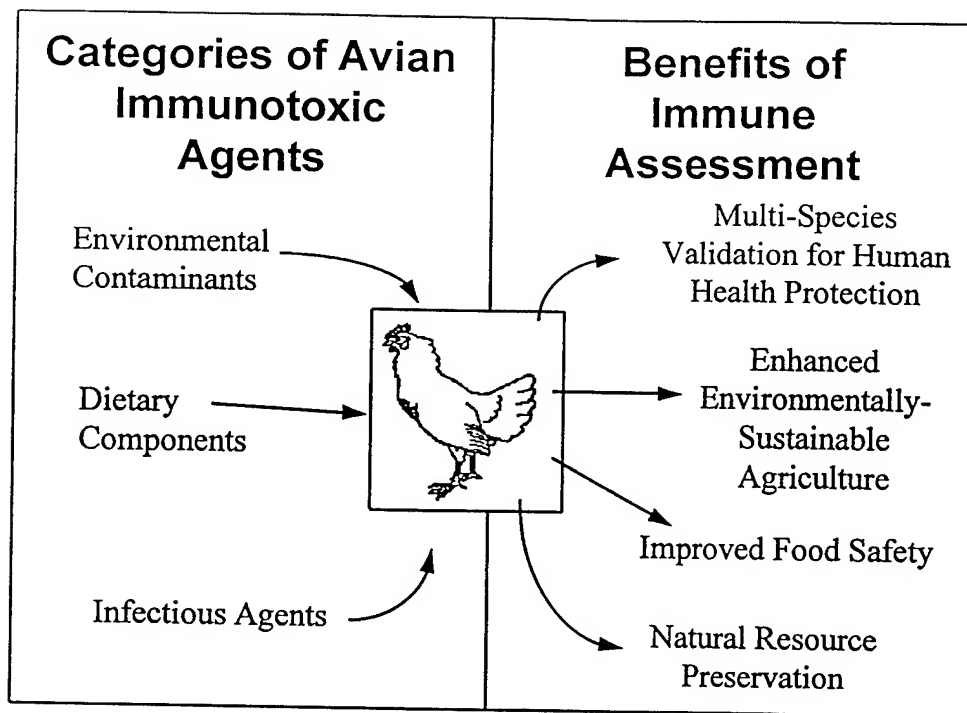 Categories of Avian
Immunotoxic
Agents
Environmental
Contaminants
Dietary
Components
Infectious Agents
Benefits of
Immune
Assessment
Multi-Species
Validation for Human
Health Protection
Enhanced
Environmentally-
Sustainable
Agriculture
Improved Food Safety
Natural Resource
Preservation